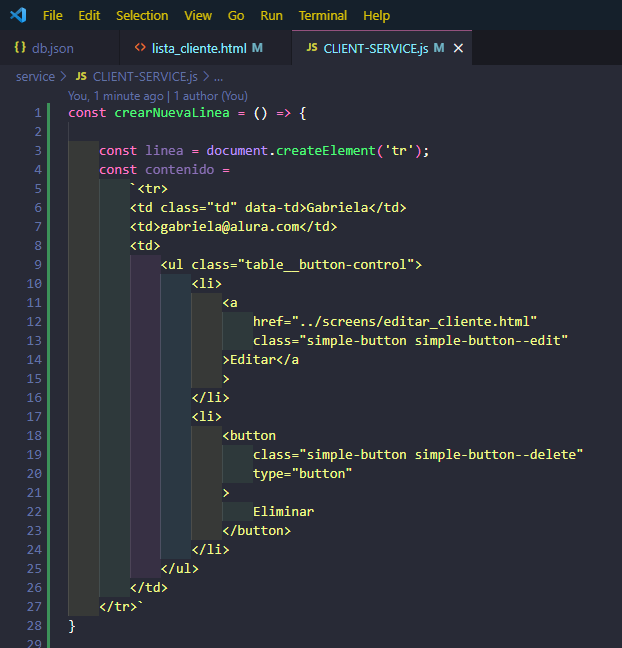 File Edit Selection View Go Run Terminal Help
{} db.json <> lista_cliente.html M JS CLIENT-SERVICE.js M ×
service > JS CLIENT-SERVICE.js > ...
You, 1 minute ago | 1 author (You)
1 const crearNuevaLinea = () => {
2
3 const linea = document.createElement('tr');
4 const contenido =
5 `<tr>
6 <td class="td" data-td>Gabriela</td>
7 <td>gabriela@alura.com</td>
8 <td>
9 <ul class="table__button-control">
10 <li>
11 <a
12 href="../screens/editar_cliente.html"
13 class="simple-button simple-button--edit"
14 >Editar</a
15 >
16 </li>
17 <li>
18 <button
19 class="simple-button simple-button--delete"
20 type="button"
21 >
22 Eliminar
23 </button>
24 </li>
25 </ul>
26 </td>
27 </tr>`
28 }
29